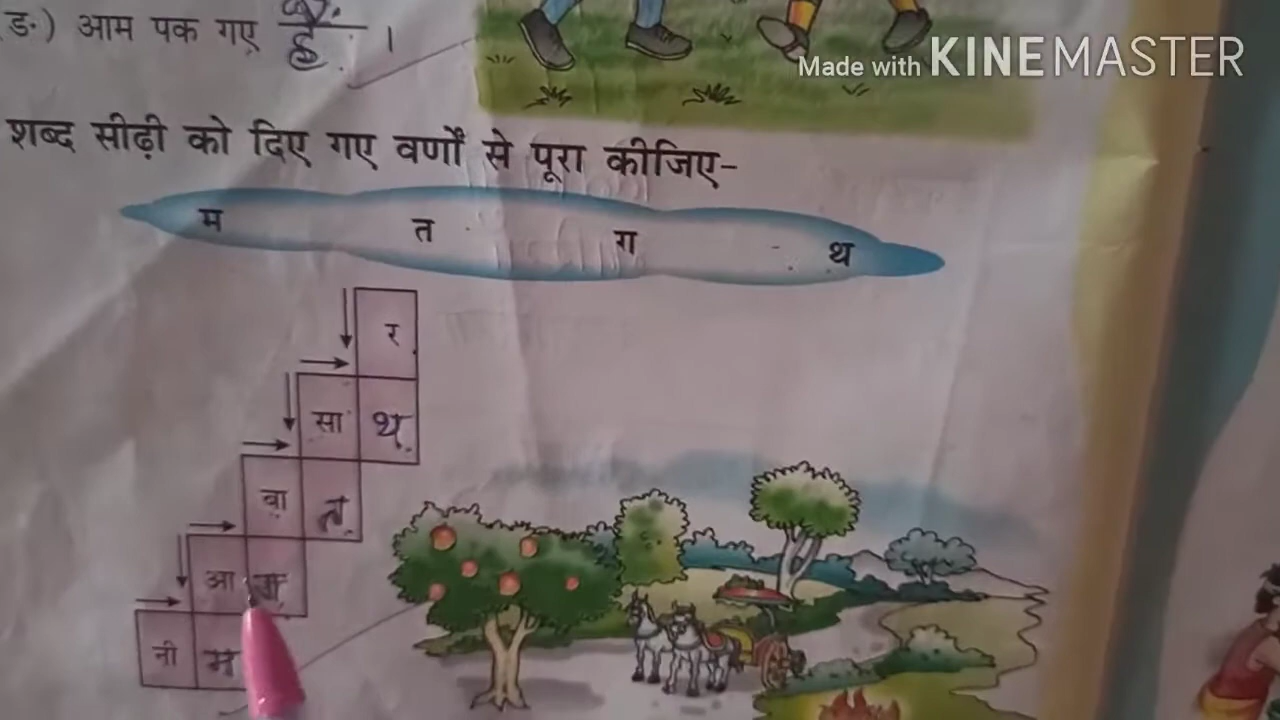 ङ) आम पक गए हैं ।
Made with KINEMASTER
शब्द सीढ़ी को दिए गए वर्णों से पूरा कीजिए-
म त ग थ
र
सा थ
बा त
आ ग
नी म